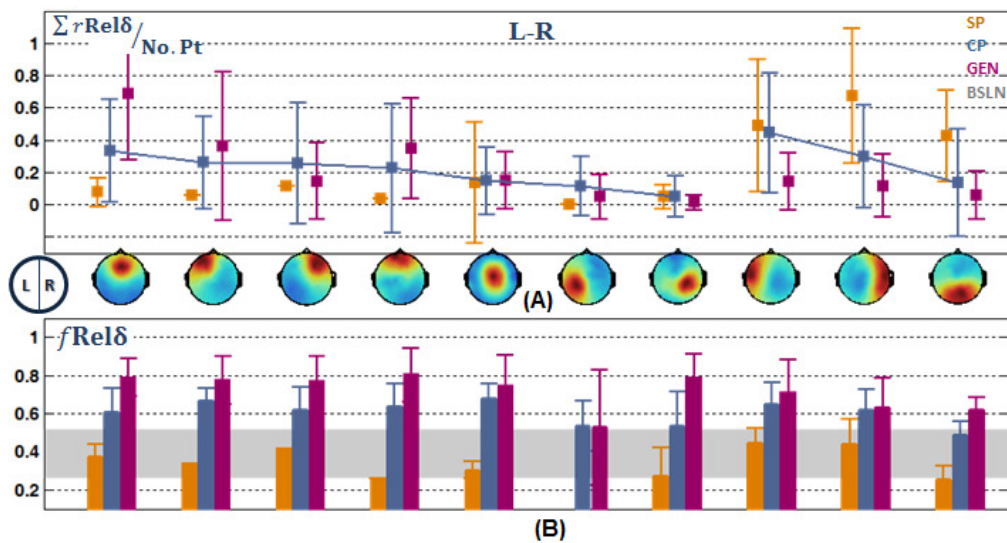 ∑ rRelδ/No. Pt
L-R
SP
CP
GEN
BSLN
1
0.8
0.6
0.4
0.2
0
L R
(A)
fRelδ
1
0.8
0.6
0.4
0.2
(B)